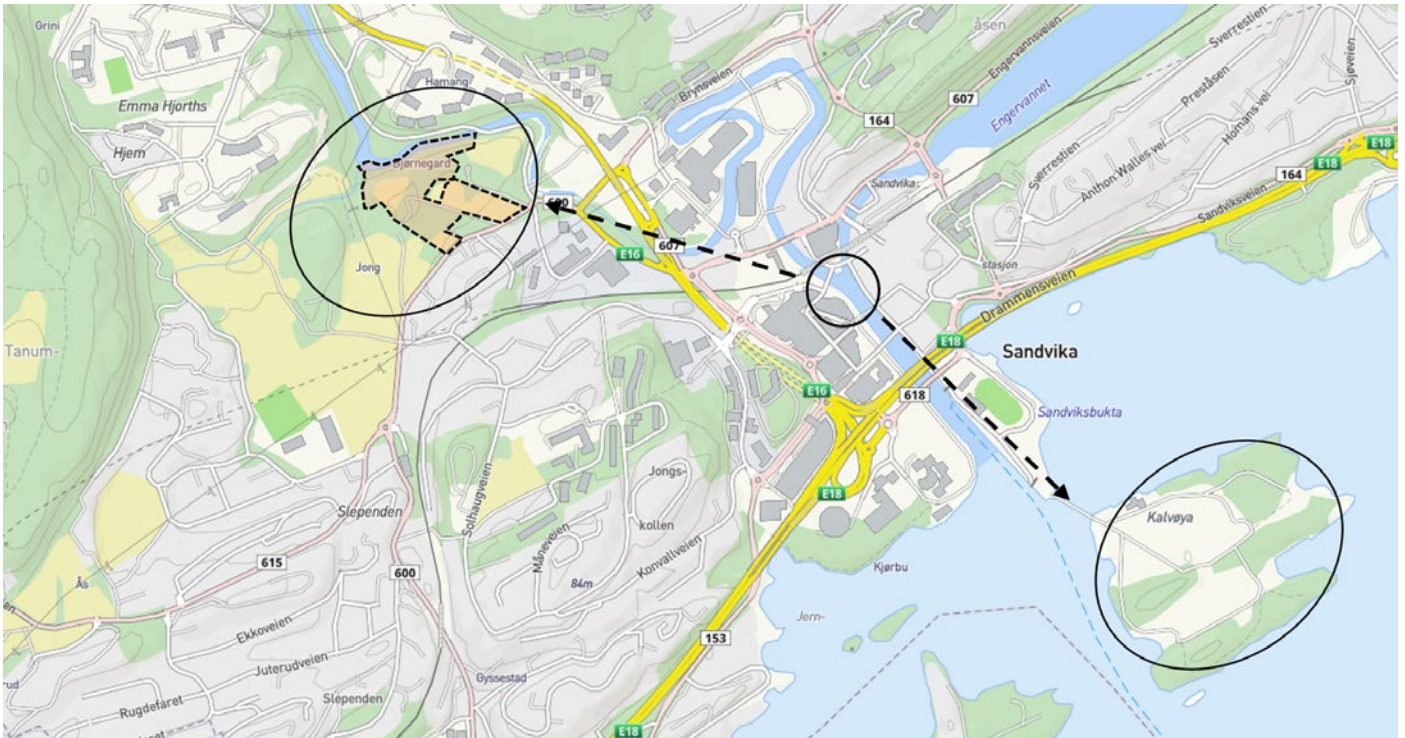 Grini
Hamang
åsen
Engervannsveien
Sverrestien
Sjøveien
Brynsveien
607
Preståsen
Emma Hjorths
164
Engervannet
Homans vei
E18
Hjem
Bjørnegard
Sandvika
Sverrestien
Anthon Walles vei
E18
164
600
Sandviksveien
607
E16
Jong
stasjon
Drammensveien
Tanum-
E18
Sandvika
E16
618
Sandviksbukta
Solhaugveien
Jongs-
E18
Slependen
kollen
Kalvøya
Måneveien
615
600
Konvallveien
Kjørbu
Ås
84m
Jern-
Ekkoveien
153
Juterudveien
Gyssestad
rud
Rugdefaret
Slependen
E18